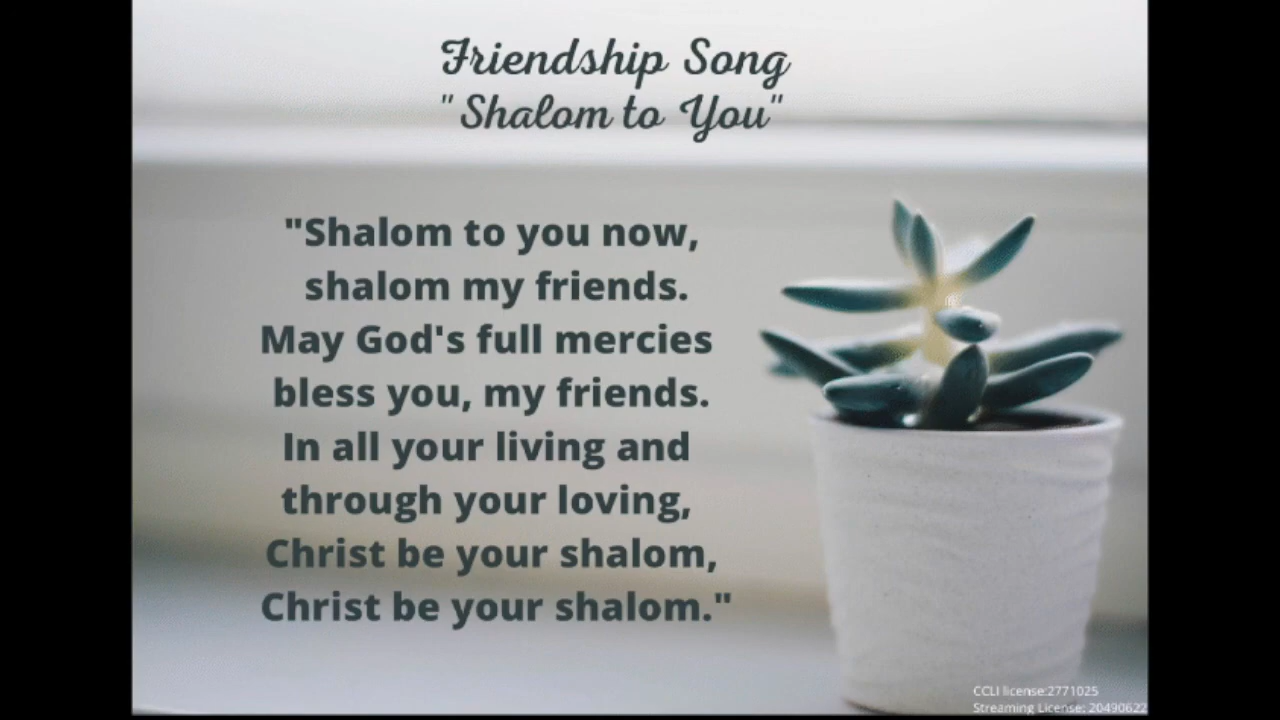 Friendship Song
"Shalom to You"
"Shalom to you now,
shalom my friends.
May God's full mercies
bless you, my friends.
In all your living and
through your loving,
Christ be your shalom,
Christ be your shalom."
CCLI license:2771025
Streaming License: 20490622